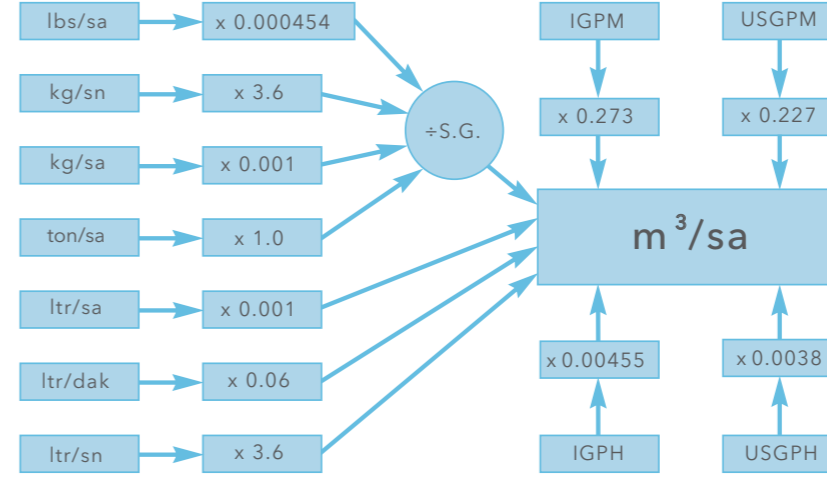 lbs/sa
x 0.000454
IGPM
USGPM
kg/sn
x 3.6
x 0.273
x 0.227
÷S.G.
kg/sa
x 0.001
ton/sa
x 1.0
m³/sa
ltr/sa
x 0.001
ltr/dak
x 0.06
x 0.00455
x 0.0038
ltr/sn
x 3.6
IGPH
USGPH